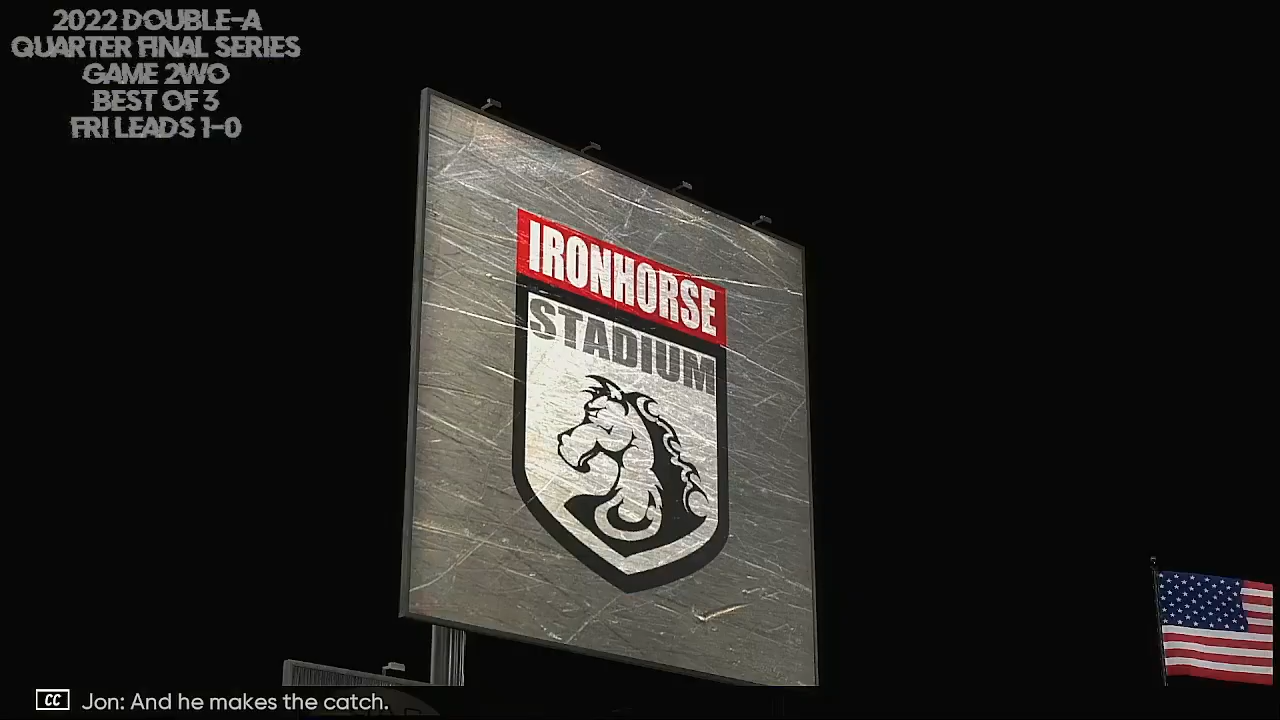 2022 DOUBLE-A
QUARTER FINAL SERIES
GAME 2WO
BEST OF 3
FRI LEADS 1-0
IRONHORSE
STADIUM
CC Jon: And he makes the catch.